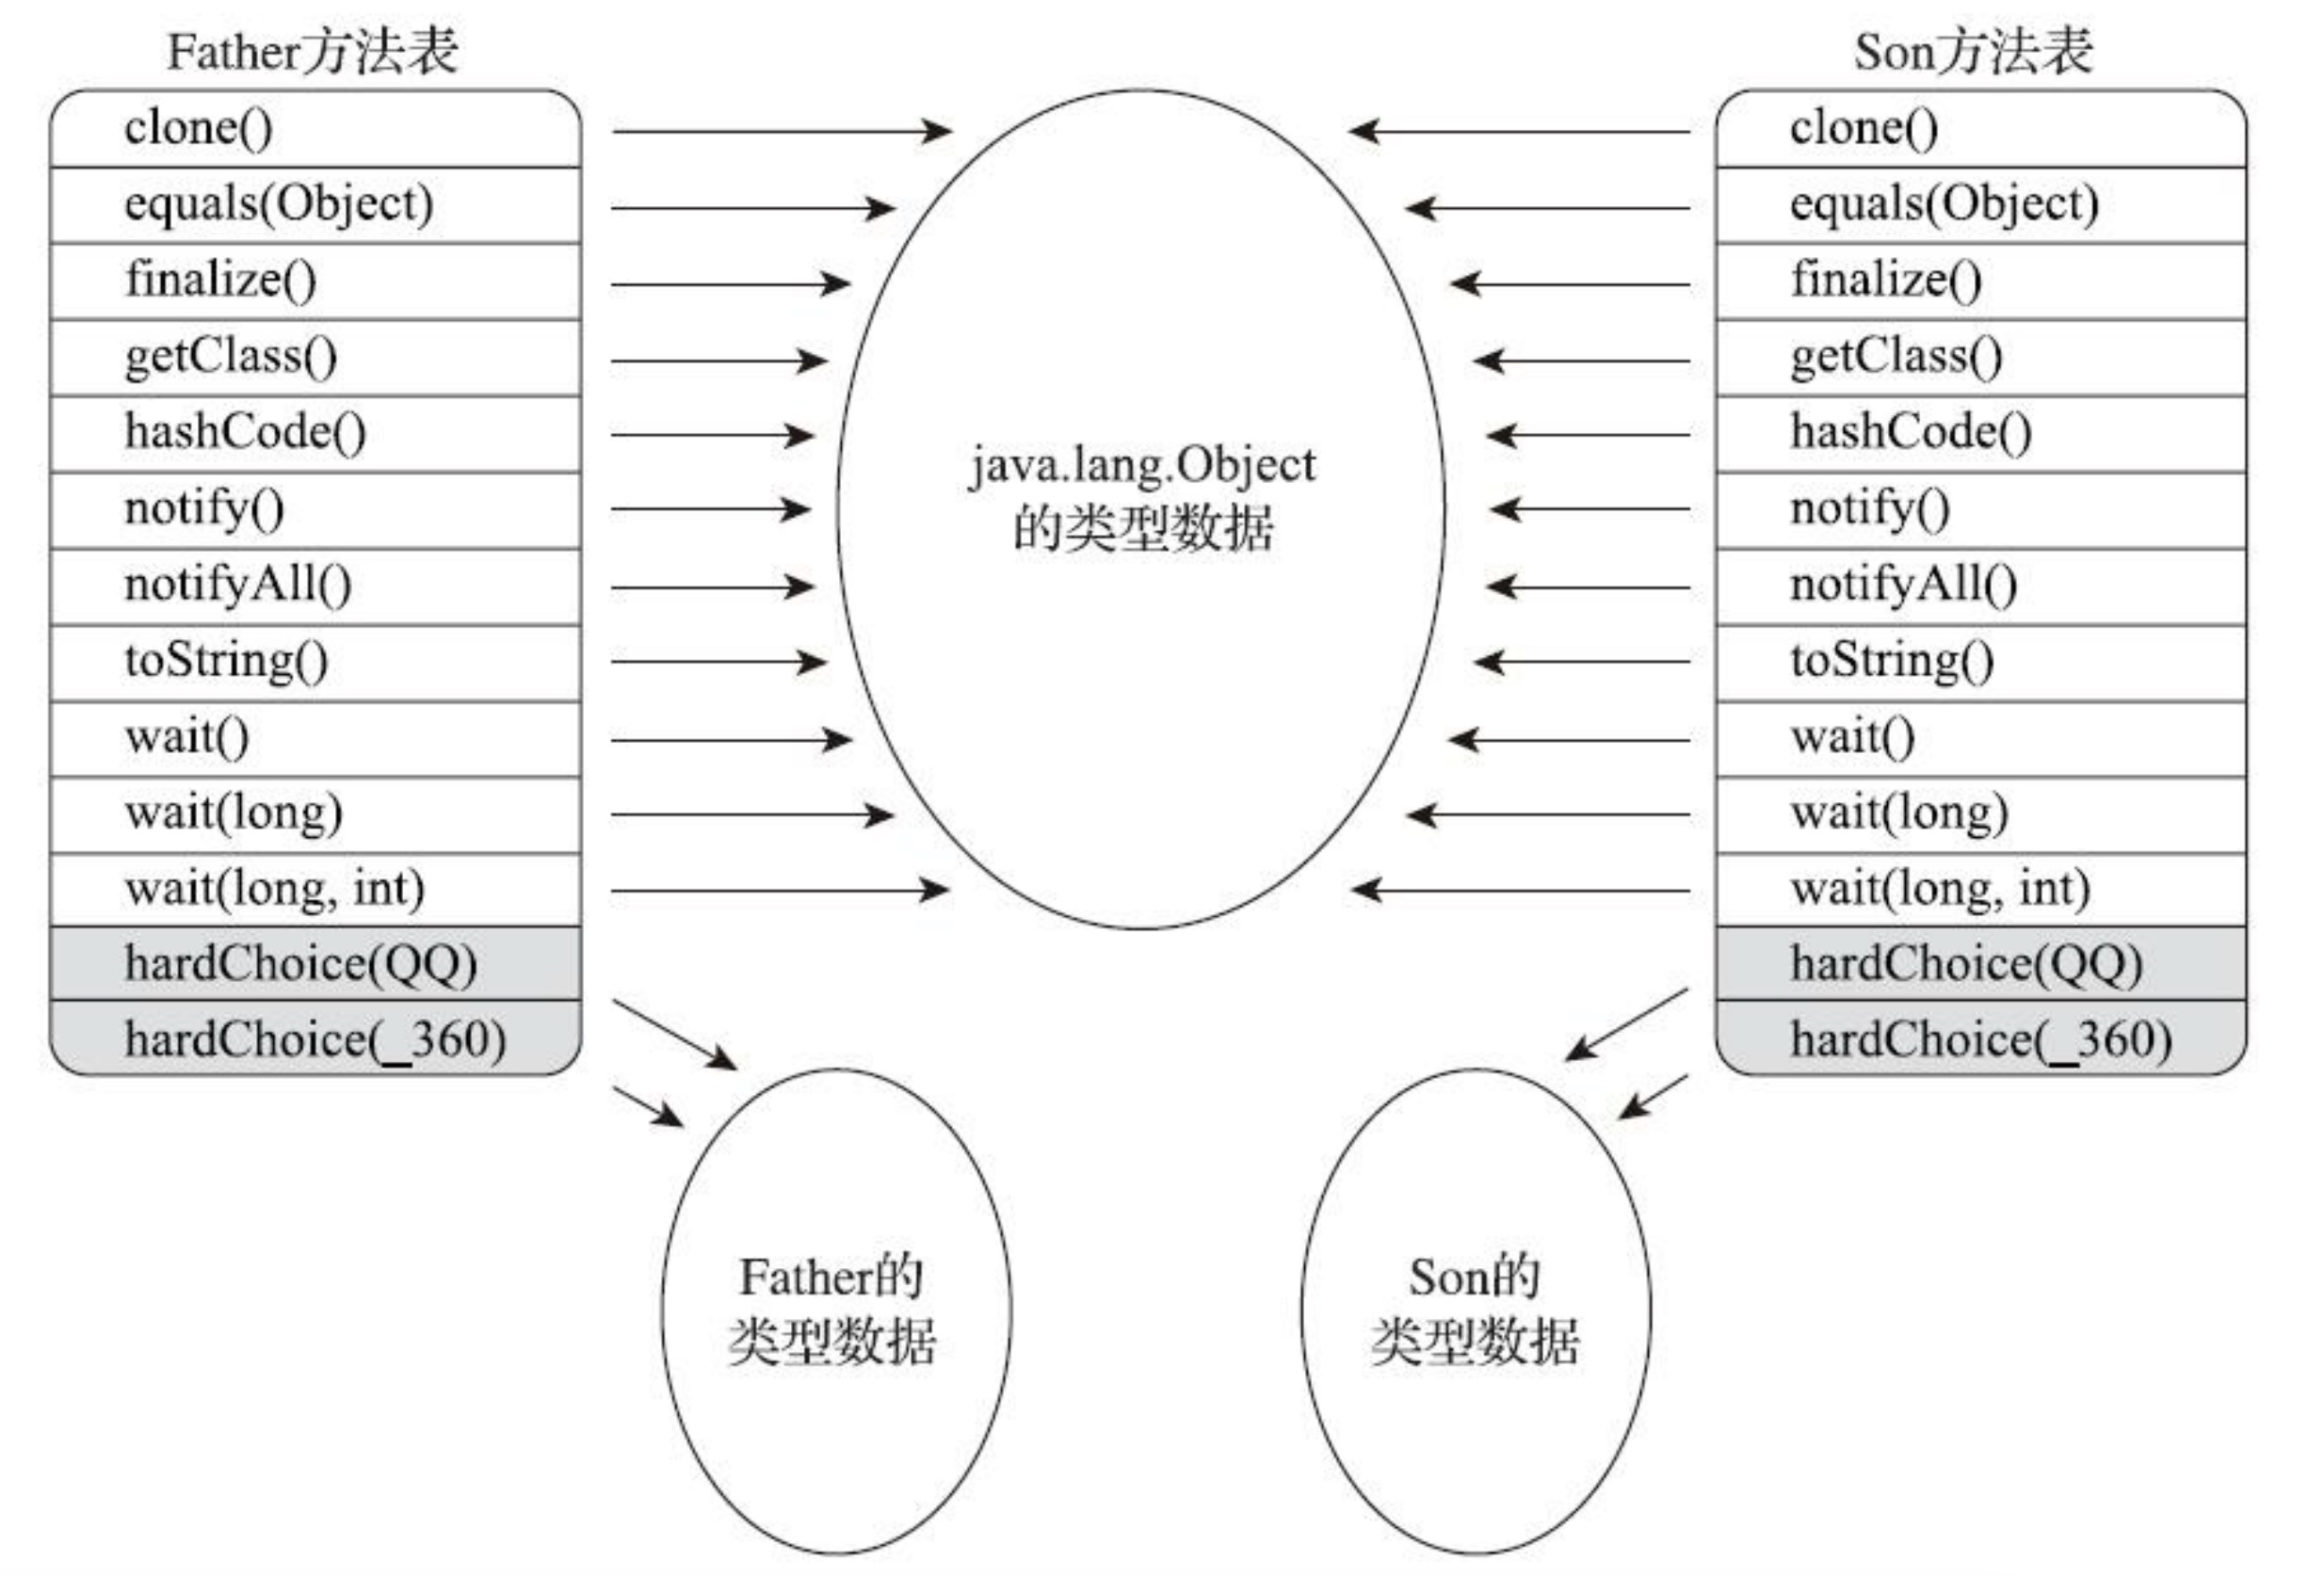 Father方法表
clone()
equals(Object)
finalize()
getClass()
hashCode()
notify()
notifyAll()
toString()
wait()
wait(long)
wait(long, int)
hardChoice(QQ)
hardChoice(_360)
java.lang.Object
的类型数据
Father的
类型数据
Son的
类型数据
Son方法表
clone()
equals(Object)
finalize()
getClass()
hashCode()
notify()
notifyAll()
toString()
wait()
wait(long)
wait(long, int)
hardChoice(QQ)
hardChoice(_360)